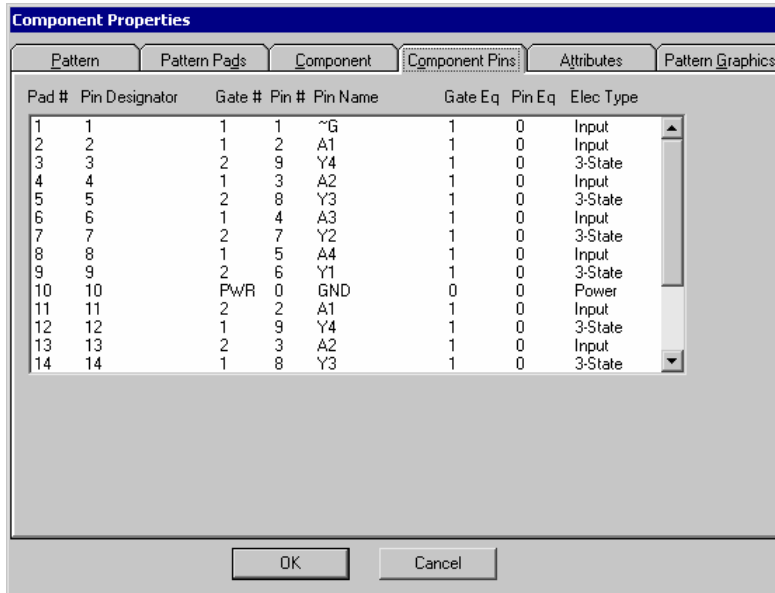 Component Properties
Pattern Pattern Pads Component Component Pins Attributes Pattern Graphics
Pad # Pin Designator Gate # Pin # Pin Name Gate Eq Pin Eq Elec Type
1 1 1 1 ~G 1 0 Input
2 2 1 2 A1 1 0 Input
3 3 2 9 Y4 1 0 3-State
4 4 1 3 A2 1 0 Input
5 5 2 8 Y3 1 0 3-State
6 6 1 4 A3 1 0 Input
7 7 2 7 Y2 1 0 3-State
8 8 1 5 A4 1 0 Input
9 9 2 6 Y1 1 0 3-State
10 10 PWR 0 GND 0 0 Power
11 11 2 2 A1 1 0 Input
12 12 1 9 Y4 1 0 3-State
13 13 2 3 A2 1 0 Input
14 14 1 8 Y3 1 0 3-State
OK Cancel